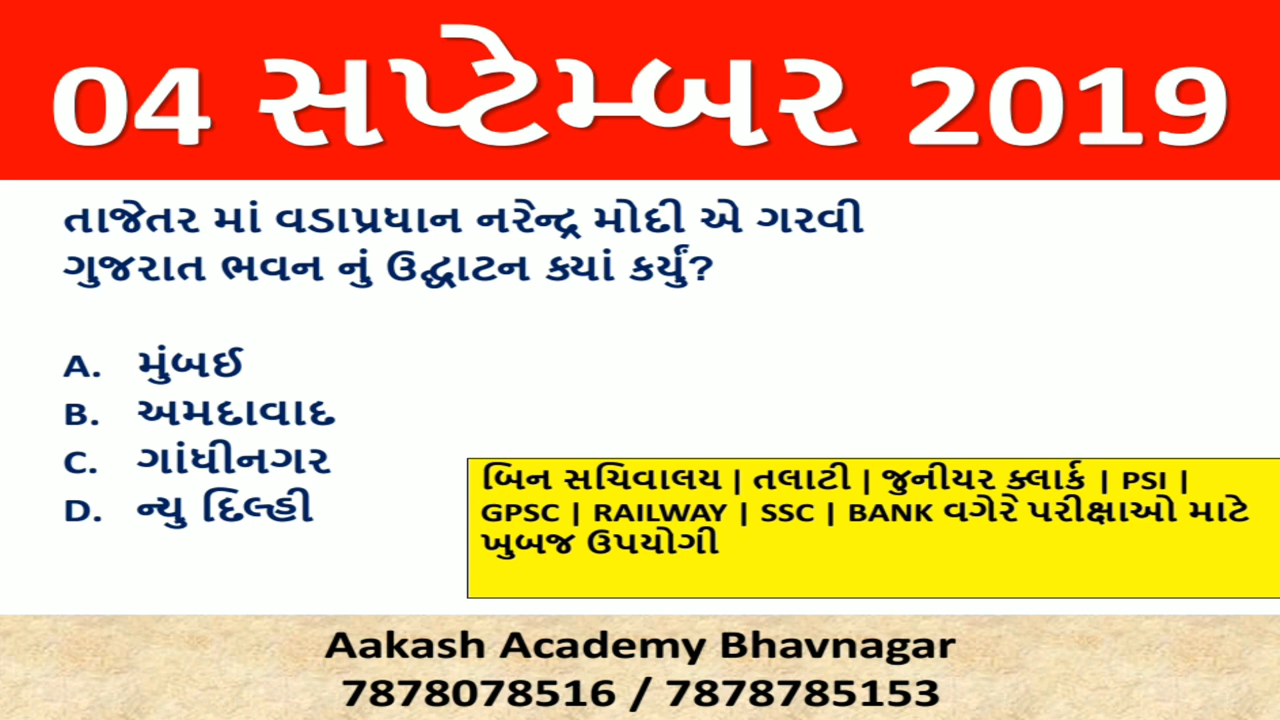 04 સપ્ટેમ્બર 2019
તાજેતર માં વડાપ્રધાન નરેન્દ્ર મોદી એ ગરવી
ગુજરાત ભવન નું ઉદ્ઘાટન ક્યાં કર્યું?
A. મુંબઈ
B. અમદાવાદ
C. ગાંધીનગર
D. ન્યુ દિલ્હી
બિન સચિવાલય | તલાટી | જુનીયર ક્લાર્ક | PSI |
GPSC | RAILWAY | SSC | BANK વગેરે પરીક્ષાઓ માટે
ખુબજ ઉપયોગી
Aakash Academy Bhavnagar
7878078516 / 7878785153